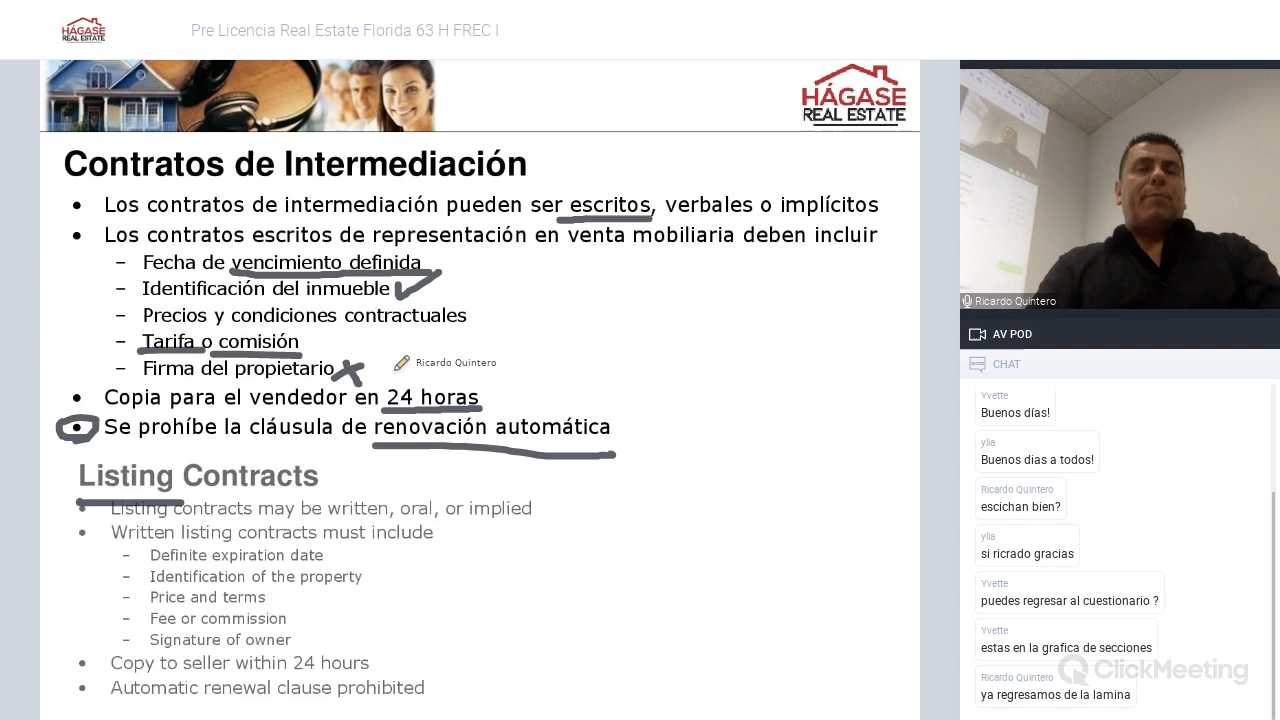 HÁGASE
REAL ESTATE
Pre Licencia Real Estate Florida 63 H FREC I
HÁGASE
REAL ESTATE
Contratos de Intermediación
• Los contratos de intermediación pueden ser escritos, verbales o implícitos
• Los contratos escritos de representación en venta mobiliaria deben incluir
– Fecha de vencimiento definida
– Identificación del inmueble
– Precios y condiciones contractuales
– Tarifa o comisión
– Firma del propietario
Ricardo Quintero
• Copia para el vendedor en 24 horas
• Se prohíbe la cláusula de renovación automática
Listing Contracts
• Listing contracts may be written, oral, or implied
• Written listing contracts must include
– Definite expiration date
– Identification of the property
– Price and terms
– Fee or commission
– Signature of owner
• Copy to seller within 24 hours
• Automatic renewal clause prohibited
Ricardo Quintero
AV POD
CHAT
Yvette
Buenos días!
ylia
Buenos dias a todos!
Ricardo Quintero
escichan bien?
ylia
si ricrado gracias
Yvette
puedes regresar al cuestionario ?
Yvette
estas en la grafica de secciones
Ricardo Quintero
ya regresamos de la lamina
ClickMeeting